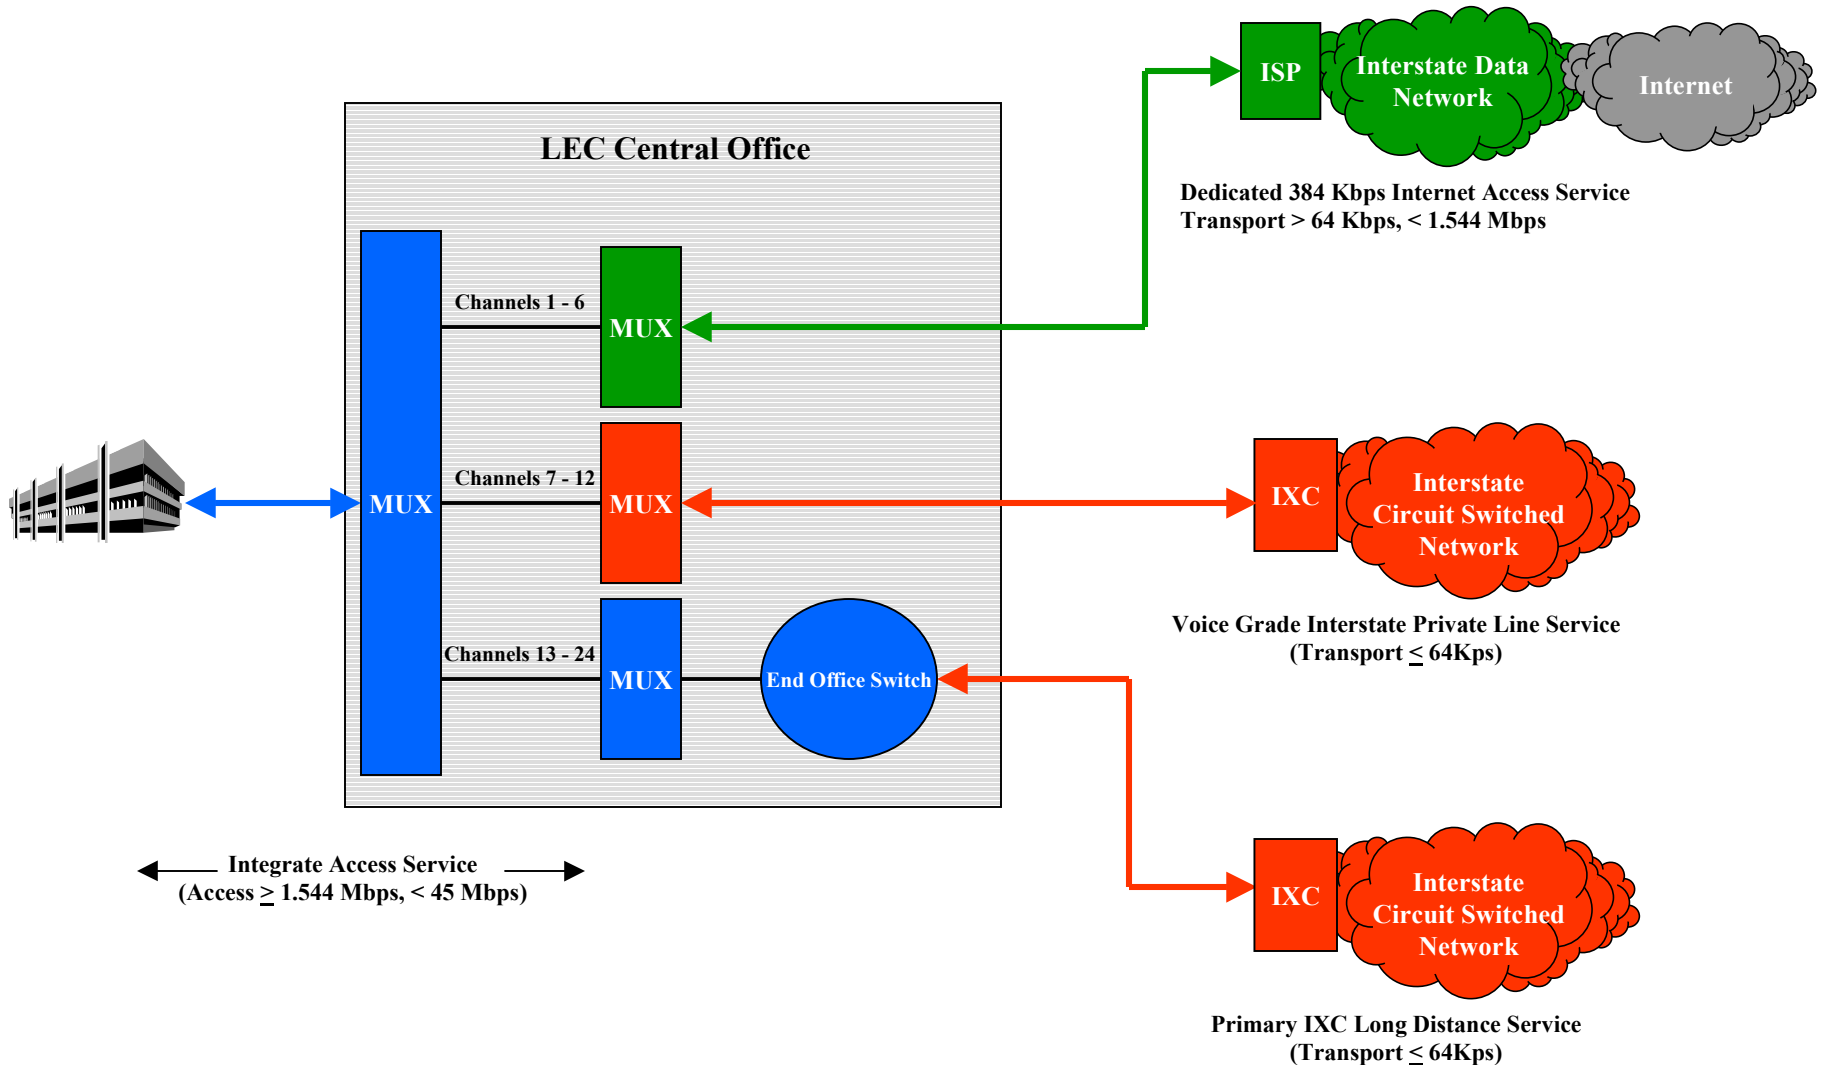 ISP
Interstate Data
Network
Internet
LEC Central Office
Dedicated 384 Kbps Internet Access Service
Transport > 64 Kbps, < 1.544 Mbps
Channels 1 - 6
MUX
Channels 7 - 12
MUX
MUX
IXC
Interstate
Circuit Switched
Network
Voice Grade Interstate Private Line Service
(Transport ≤ 64Kps)
Channels 13 - 24
MUX
End Office Switch
Integrate Access Service
(Access ≥ 1.544 Mbps, < 45 Mbps)
IXC
Interstate
Circuit Switched
Network
Primary IXC Long Distance Service
(Transport ≤ 64Kps)